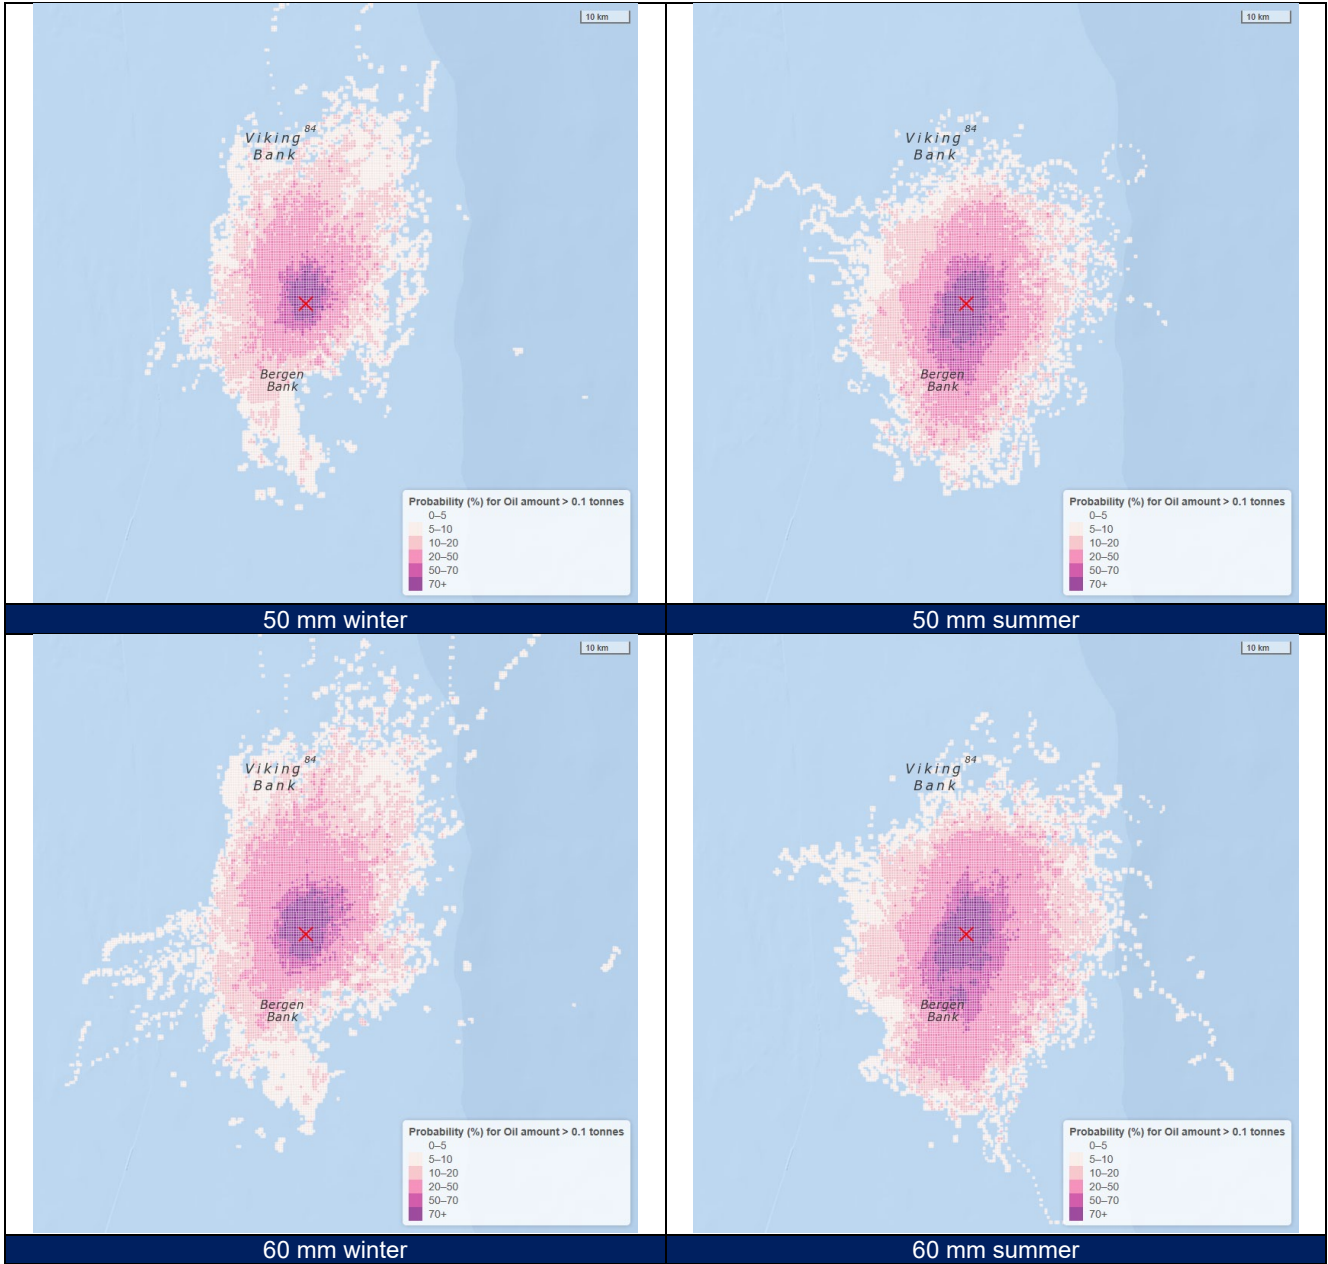 10 km
Viking 84
Bank
Bergen
Bank
Probability (%) for Oil amount > 0.1 tonnes
0–5
5–10
10–20
20–50
50–70
70+
50 mm winter
10 km
Viking 84
Bank
Bergen
Bank
Probability (%) for Oil amount > 0.1 tonnes
0–5
5–10
10–20
20–50
50–70
70+
50 mm summer
10 km
Viking 84
Bank
Bergen
Bank
Probability (%) for Oil amount > 0.1 tonnes
0–5
5–10
10–20
20–50
50–70
70+
60 mm winter
10 km
Viking 84
Bank
Bergen
Bank
Probability (%) for Oil amount > 0.1 tonnes
0–5
5–10
10–20
20–50
50–70
70+
60 mm summer